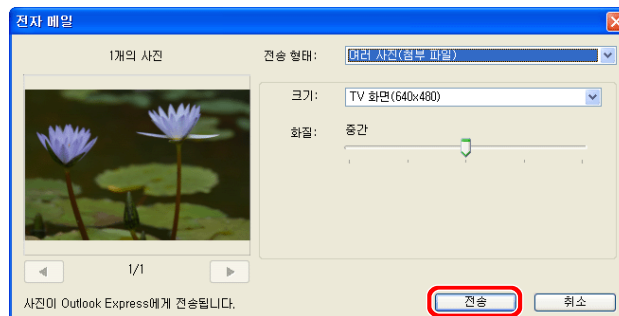 전자 메일
1개의 사진
전송 형태: 여러 사진(첨부 파일)
크기: TV 화면(640x480)
화질: 중간
1/1
사진이 Outlook Express에게 전송됩니다.
전송 취소